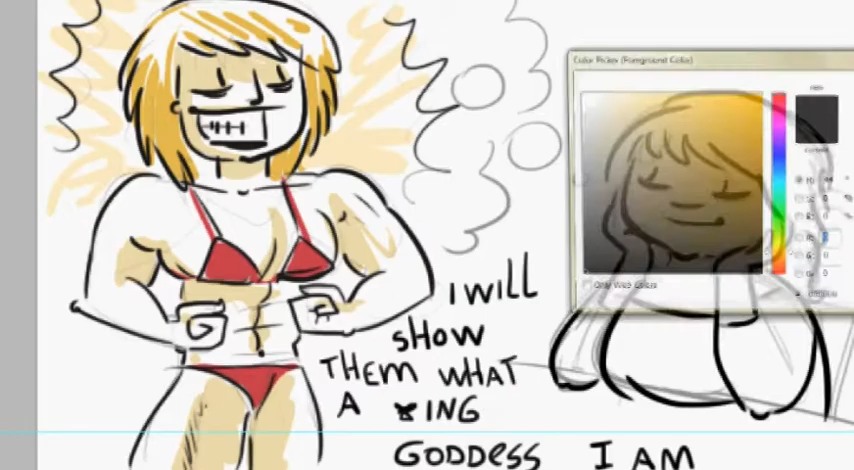 Color Picker (Foreground Color)
Only Web Colors
I WILL
SHOW
THEM WHAT
A ING
GODDESS I AM